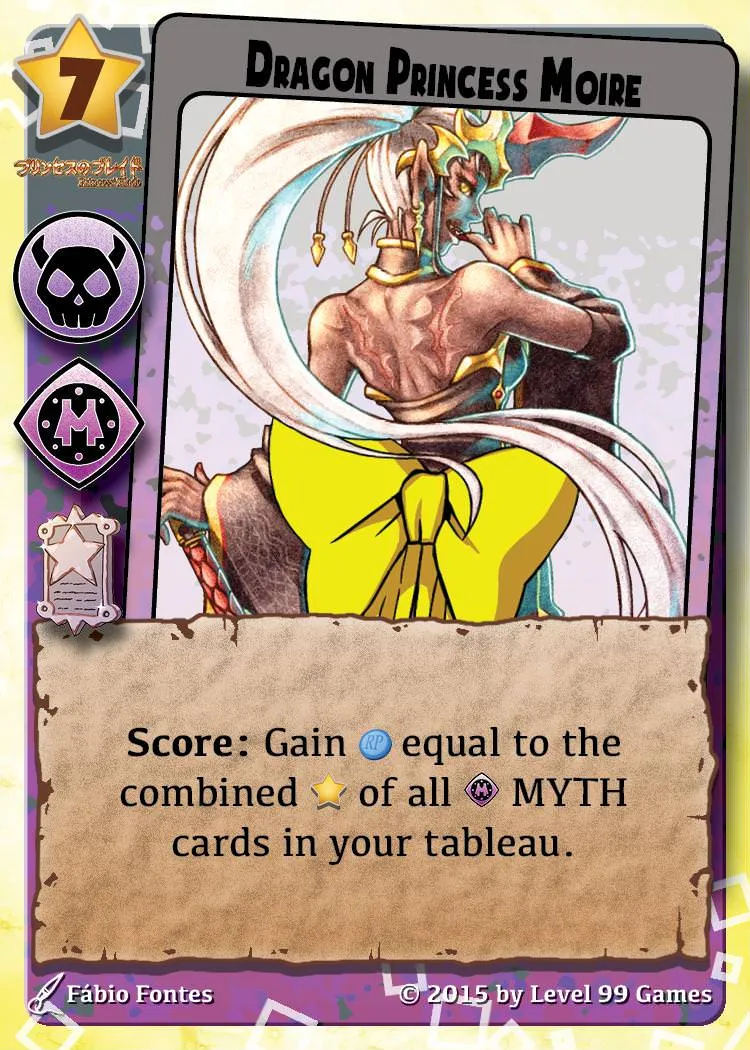 7
DRAGON PRINCESS MOIRE
プリンセスのブレイド
M
Score: Gain RP equal to the
combined of all M MYTH
cards in your tableau.
Fábio Fontes
© 2015 by Level 99 Games